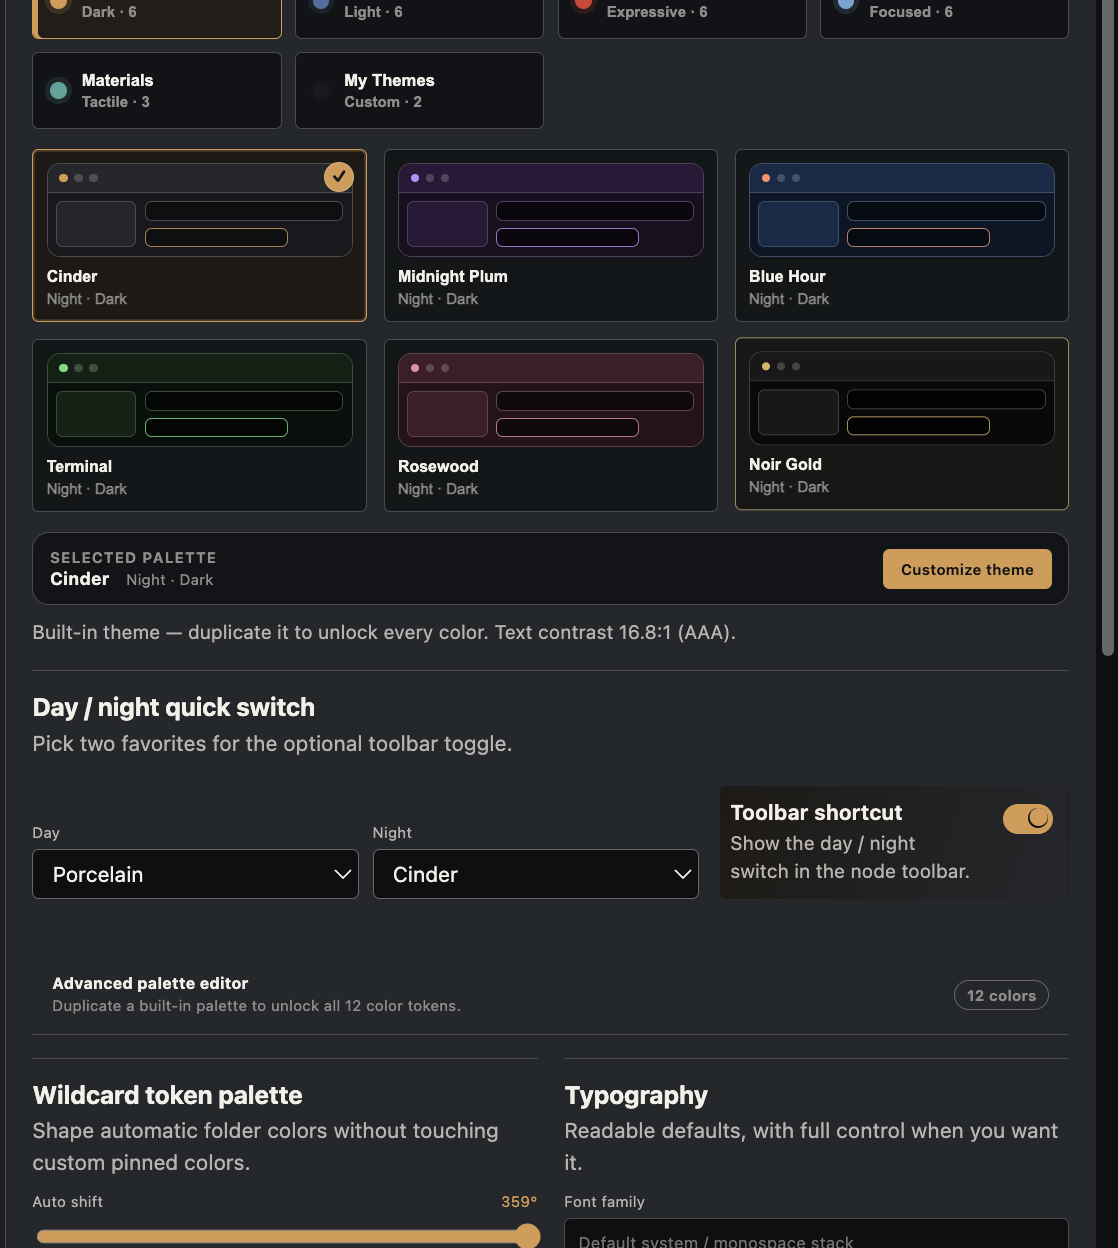 Dark · 6
Light · 6
Expressive · 6
Focused · 6
Materials
Tactile · 3
My Themes
Custom · 2
Cinder
Night · Dark
Midnight Plum
Night · Dark
Blue Hour
Night · Dark
Terminal
Night · Dark
Rosewood
Night · Dark
Noir Gold
Night · Dark
SELECTED PALETTE
Cinder Night · Dark
Customize theme
Built-in theme — duplicate it to unlock every color. Text contrast 16.8:1 (AAA).
Day / night quick switch
Pick two favorites for the optional toolbar toggle.
Day
Porcelain
Night
Cinder
Toolbar shortcut
Show the day / night
switch in the node toolbar.
Advanced palette editor
Duplicate a built-in palette to unlock all 12 color tokens.
12 colors
Wildcard token palette
Shape automatic folder colors without touching
custom pinned colors.
Auto shift 359°
Typography
Readable defaults, with full control when you want
it.
Font family
Default system / monospace stack